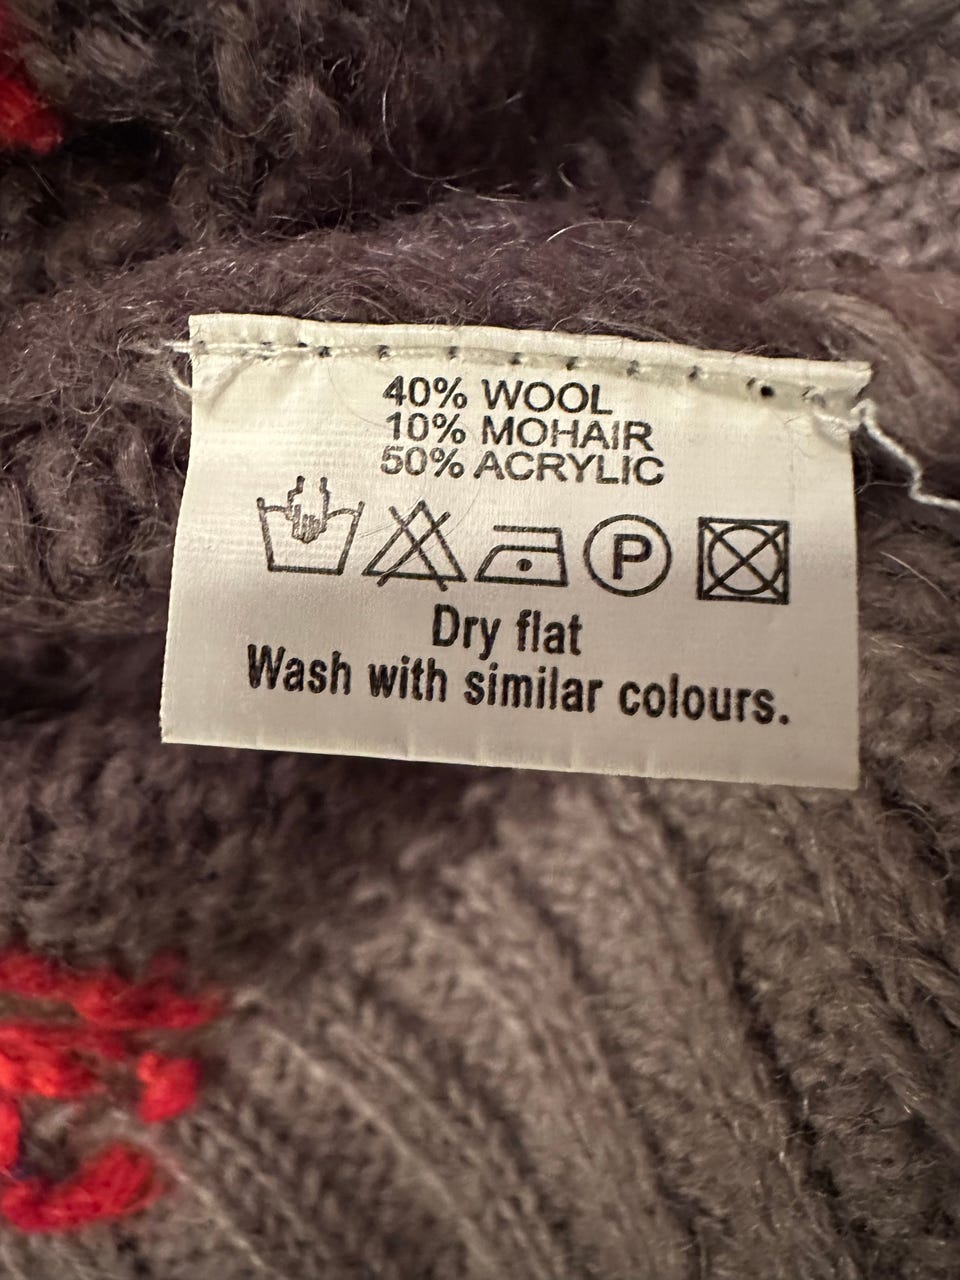 40% WOOL
10% MOHAIR
50% ACRYLIC
P
Dry flat
Wash with similar colours.